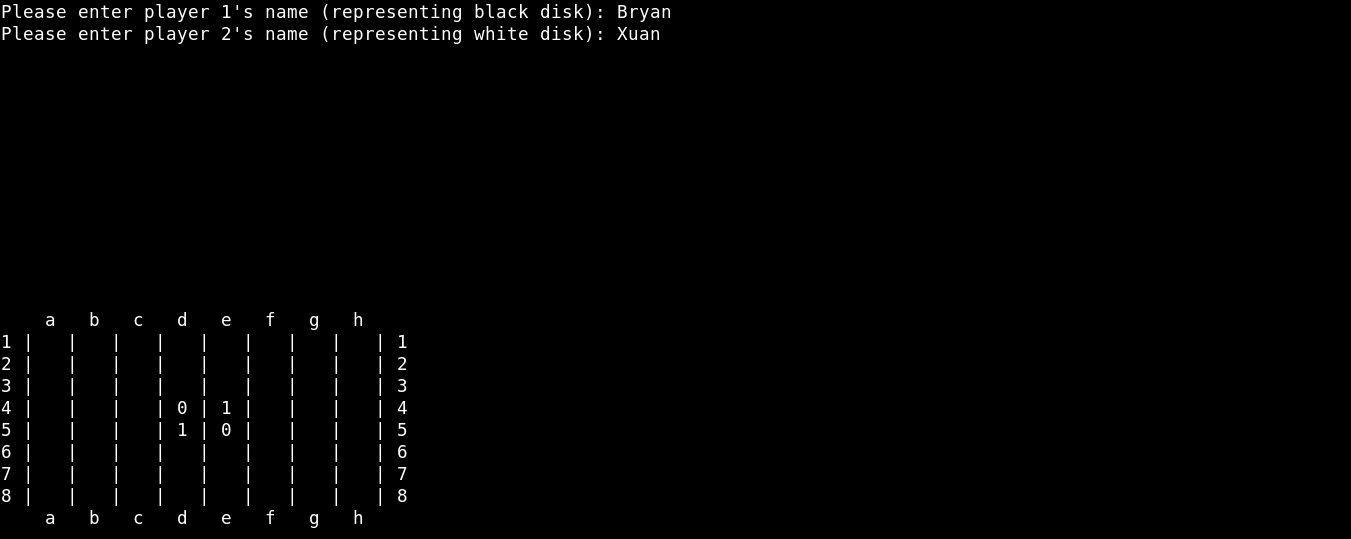 Please enter player 1's name (representing black disk): Bryan
Please enter player 2's name (representing white disk): Xuan
    a   b   c   d   e   f   g   h
1 |   |   |   |   |   |   |   |   | 1
2 |   |   |   |   |   |   |   |   | 2
3 |   |   |   |   |   |   |   |   | 3
4 |   |   |   | 0 | 1 |   |   |   | 4
5 |   |   |   | 1 | 0 |   |   |   | 5
6 |   |   |   |   |   |   |   |   | 6
7 |   |   |   |   |   |   |   |   | 7
8 |   |   |   |   |   |   |   |   | 8
    a   b   c   d   e   f   g   h